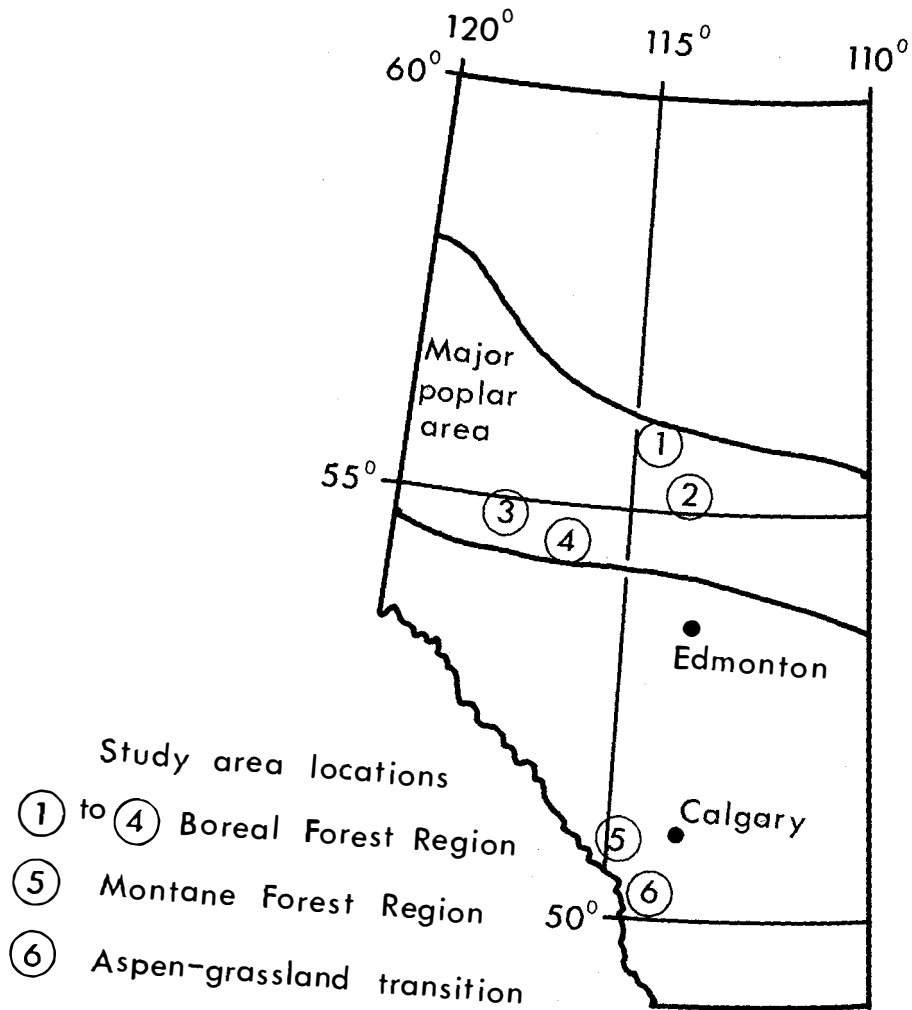 120°
115°
110°
60°
Major
poplar
area
1
55°
2
3
4
Edmonton
Study area locations
1 to 4 Boreal Forest Region
Calgary
5
5 Montane Forest Region
6
50°
6 Aspen-grassland transition